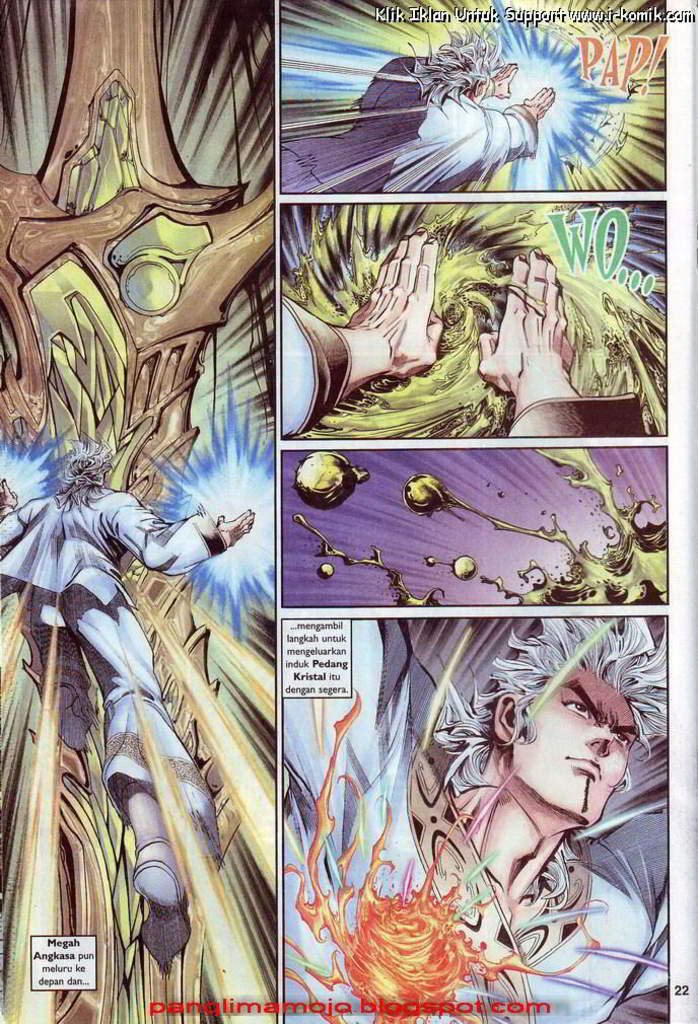 Klik Iklan Untuk Support www.i-komik.com
Megah
Angkasa pun
meluru ke
depan dan...
PAP!
WO...
...mengambil
langkah untuk
mengeluarkan
induk Pedang
Kristal itu
dengan segera.
22
panglimamoja.blogspot.com